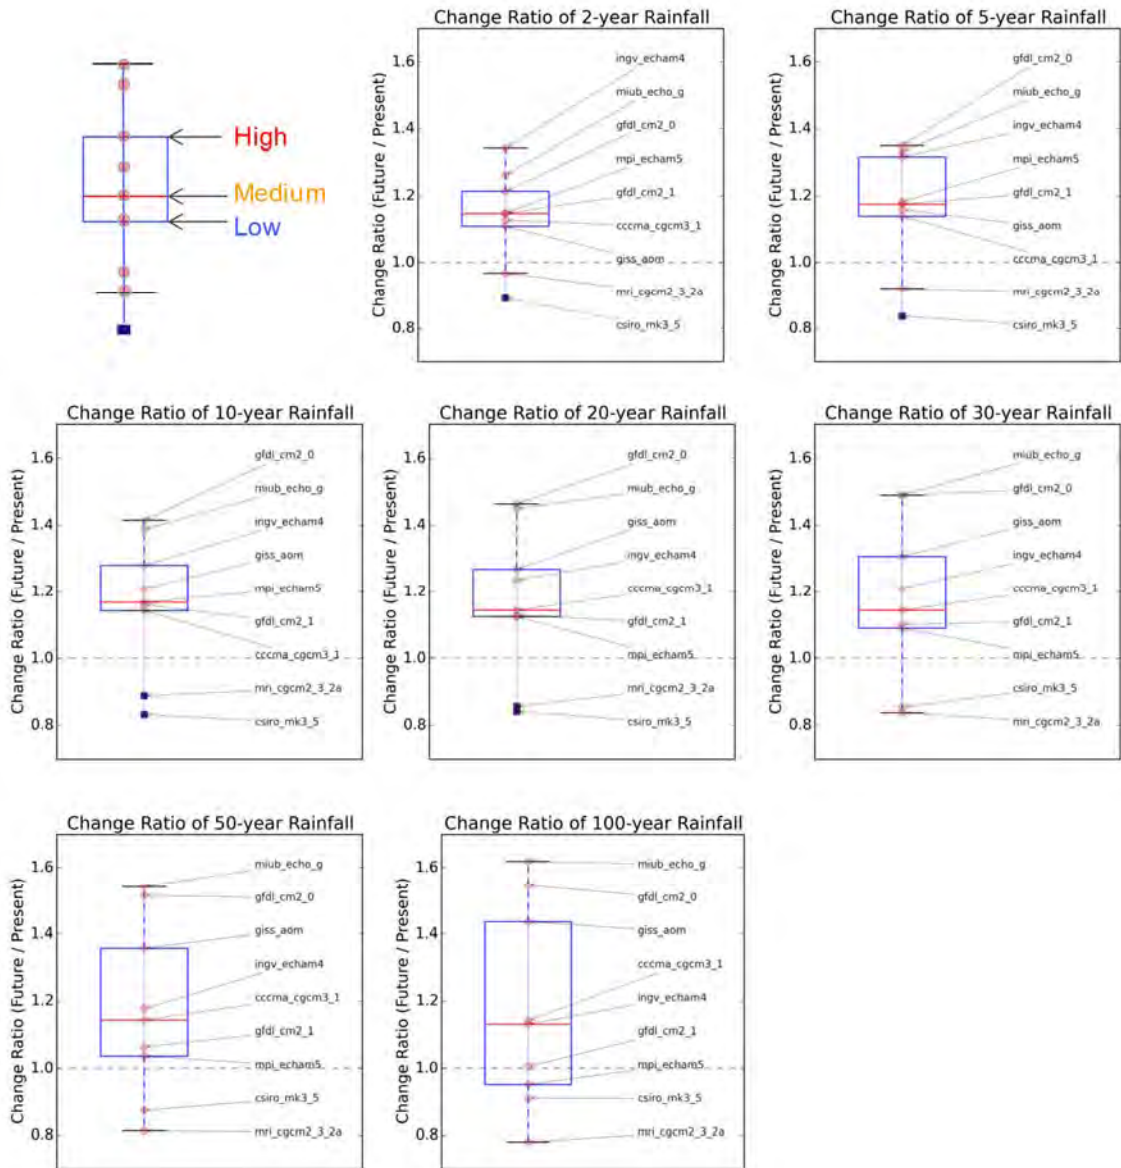 High
Medium
Low
Change Ratio of 2-year Rainfall
Change Ratio (Future / Present)
1.6
1.4
1.2
1.0
0.8
ingv_echam4
miub_echo_g
gfdl_cm2_0
mpi_echam5
gfdl_cm2_1
cccma_cgcm3_1
giss_aom
mri_cgcm2_3_2a
csiro_mk3_5
Change Ratio of 5-year Rainfall
Change Ratio (Future / Present)
1.6
1.4
1.2
1.0
0.8
gfdl_cm2_0
miub_echo_g
ingv_echam4
mpi_echam5
gfdl_cm2_1
giss_aom
cccma_cgcm3_1
mri_cgcm2_3_2a
csiro_mk3_5
Change Ratio of 10-year Rainfall
Change Ratio (Future / Present)
1.6
1.4
1.2
1.0
0.8
gfdl_cm2_0
miub_echo_g
ingv_echam4
giss_aom
mpi_echam5
gfdl_cm2_1
cccma_cgcm3_1
mri_cgcm2_3_2a
csiro_mk3_5
Change Ratio of 20-year Rainfall
Change Ratio (Future / Present)
1.6
1.4
1.2
1.0
0.8
gfdl_cm2_0
miub_echo_g
giss_aom
ingv_echam4
cccma_cgcm3_1
gfdl_cm2_1
mpi_echam5
mri_cgcm2_3_2a
csiro_mk3_5
Change Ratio of 30-year Rainfall
Change Ratio (Future / Present)
1.6
1.4
1.2
1.0
0.8
miub_echo_g
gfdl_cm2_0
giss_aom
ingv_echam4
cccma_cgcm3_1
gfdl_cm2_1
mpi_echam5
csiro_mk3_5
mri_cgcm2_3_2a
Change Ratio of 50-year Rainfall
Change Ratio (Future / Present)
1.6
1.4
1.2
1.0
0.8
miub_echo_g
gfdl_cm2_0
giss_aom
ingv_echam4
cccma_cgcm3_1
gfdl_cm2_1
mpi_echam5
csiro_mk3_5
mri_cgcm2_3_2a
Change Ratio of 100-year Rainfall
Change Ratio (Future / Present)
1.6
1.4
1.2
1.0
0.8
miub_echo_g
gfdl_cm2_0
giss_aom
cccma_cgcm3_1
ingv_echam4
gfdl_cm2_1
mpi_echam5
csiro_mk3_5
mri_cgcm2_3_2a